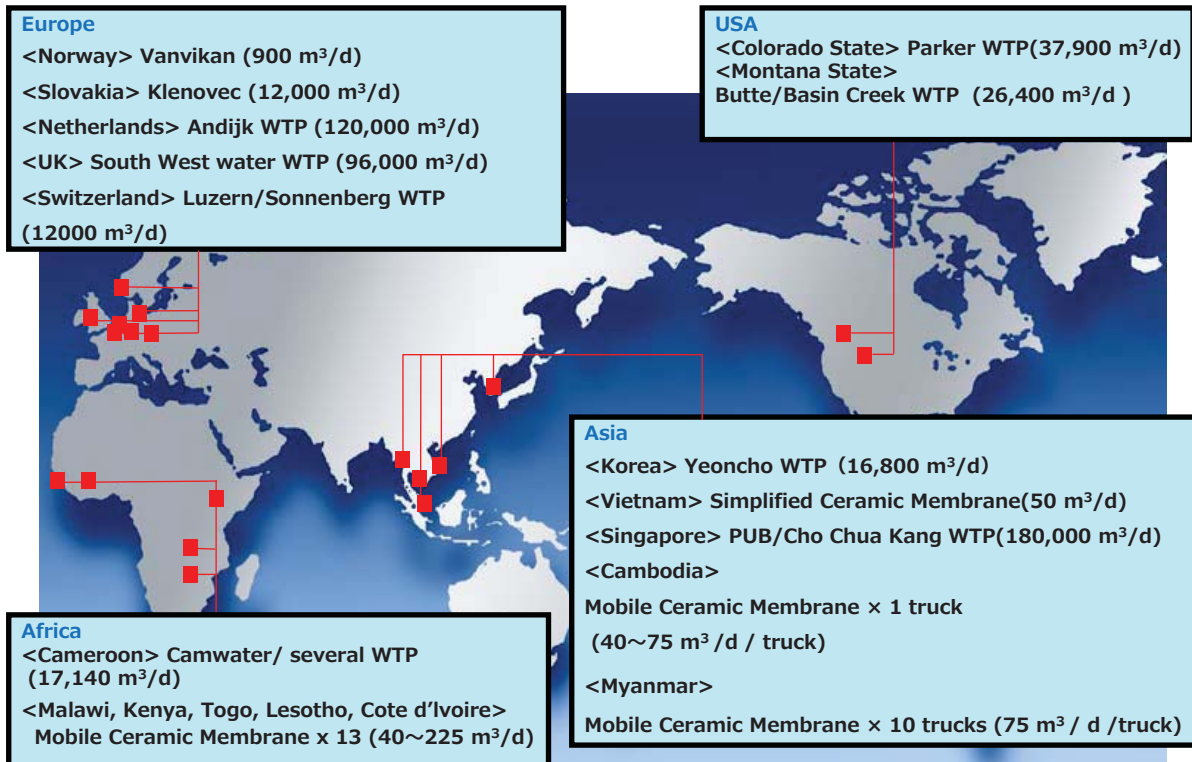 Europe
<Norway> Vanvikan (900 m³/d)
<Slovakia> Klenovec (12,000 m³/d)
<Netherlands> Andijk WTP (120,000 m³/d)
<UK> South West water WTP (96,000 m³/d)
<Switzerland> Luzern/Sonnenberg WTP
(12000 m³/d)
USA
<Colorado State> Parker WTP(37,900 m³/d)
<Montana State>
Butte/Basin Creek WTP (26,400 m³/d )
Asia
<Korea> Yeoncho WTP (16,800 m³/d)
<Vietnam> Simplified Ceramic Membrane(50 m³/d)
<Singapore> PUB/Cho Chua Kang WTP(180,000 m³/d)
<Cambodia>
Mobile Ceramic Membrane × 1 truck
(40～75 m³ /d / truck)
<Myanmar>
Mobile Ceramic Membrane × 10 trucks (75 m³ / d /truck)
Africa
<Cameroon> Camwater/ several WTP
(17,140 m³/d)
<Malawi, Kenya, Togo, Lesotho, Cote d'Ivoire>
Mobile Ceramic Membrane x 13 (40～225 m³/d)